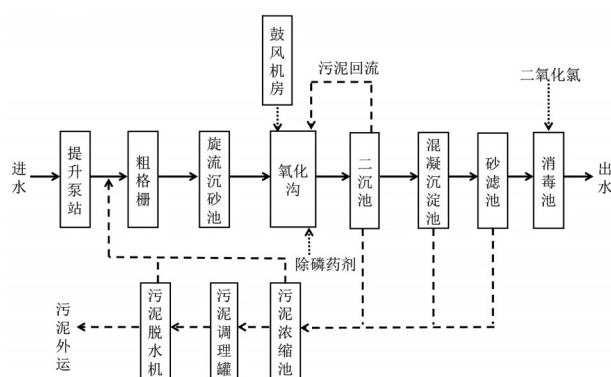 鼓风机房
污泥回流
二氧化氯
进水
提升泵站
粗格栅
旋流沉砂池
氧化沟
二沉池
混凝沉淀池
砂滤池
消毒池
出水
除磷药剂
污泥外运
污泥脱水机
污泥调理罐
污泥浓缩池